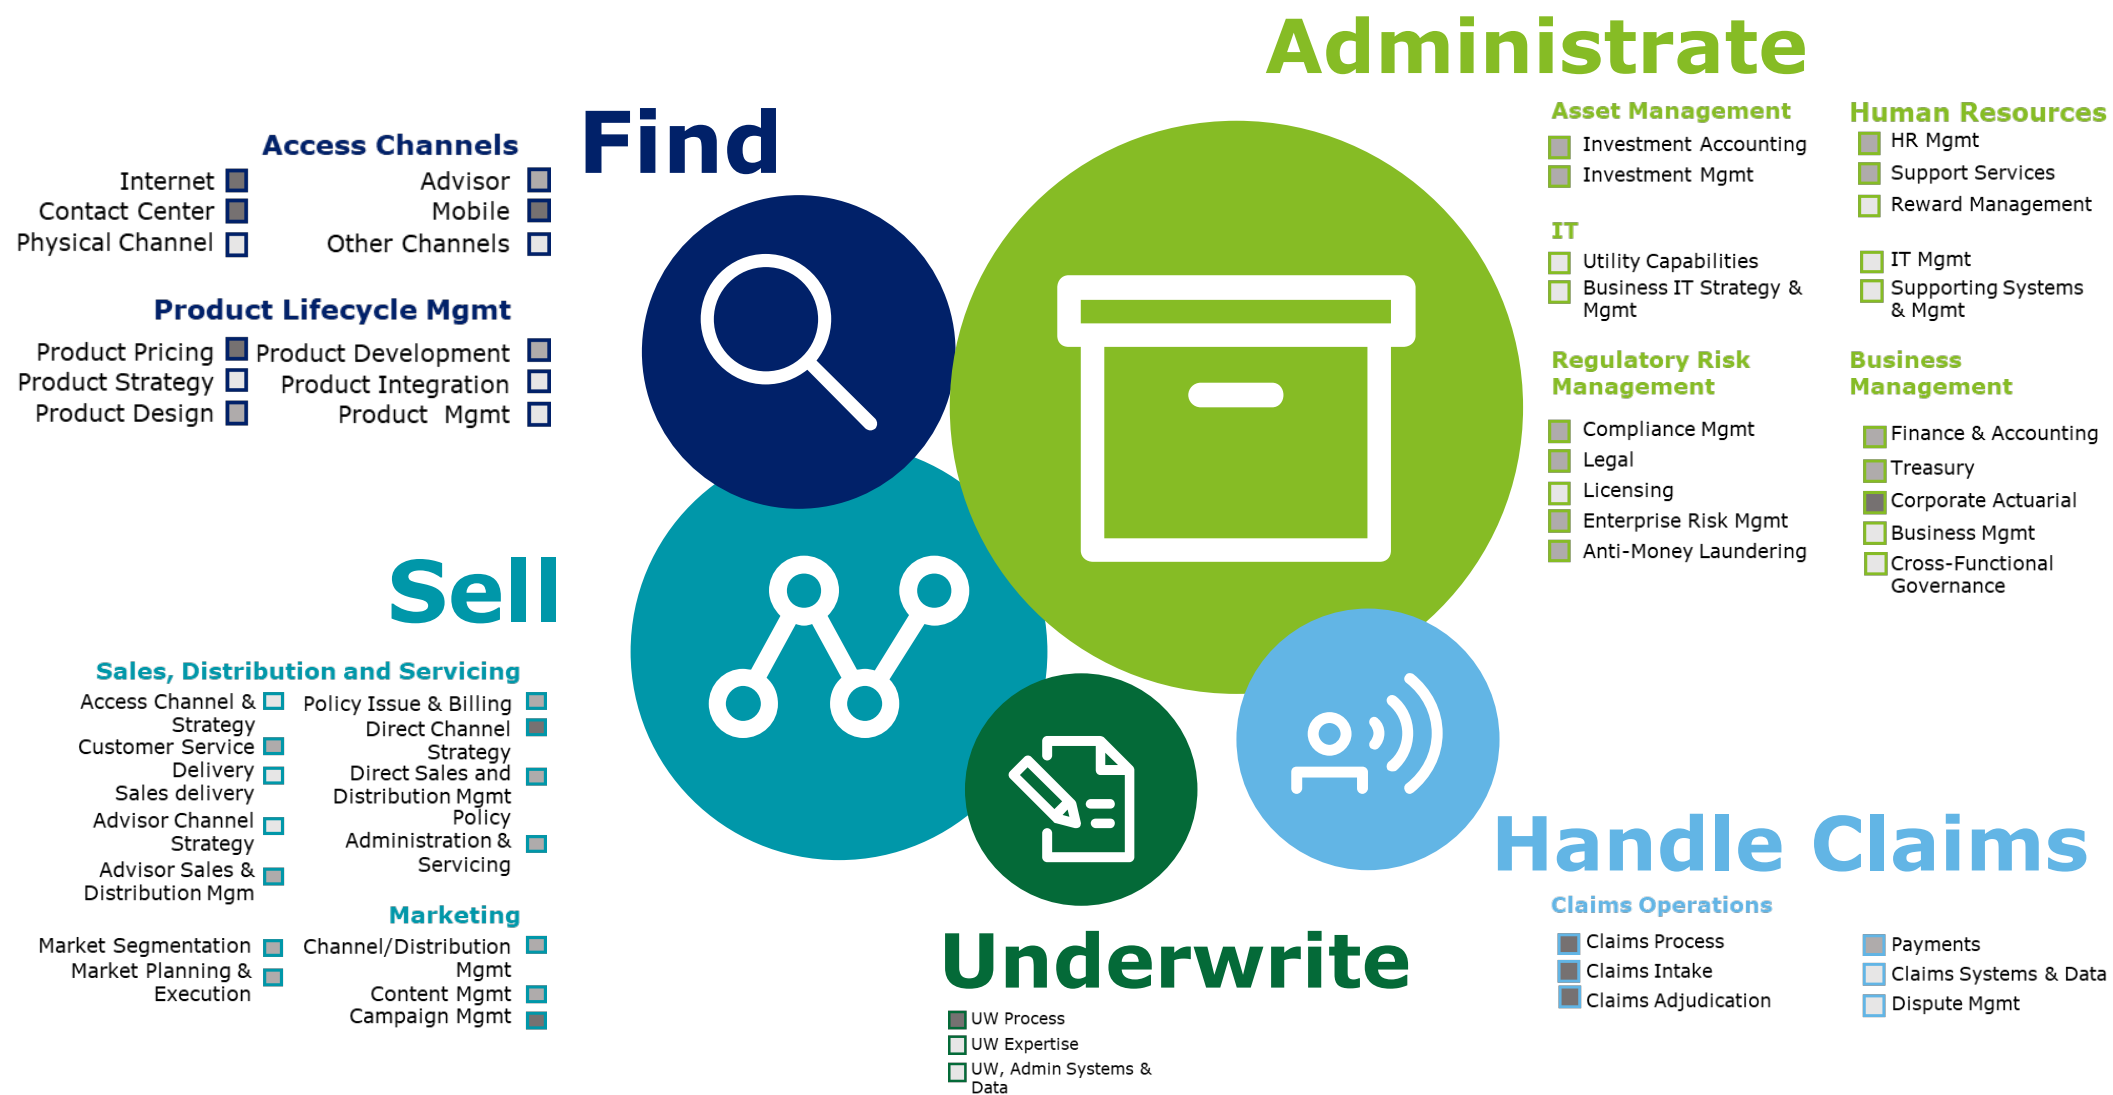 Find
Access Channels
Internet
Contact Center
Physical Channel
Advisor
Mobile
Other Channels
Product Lifecycle Mgmt
Product Pricing
Product Strategy
Product Design
Product Development
Product Integration
Product Mgmt
Sell
Sales, Distribution and Servicing
Access Channel &
Strategy
Customer Service
Delivery
Sales delivery
Advisor Channel
Strategy
Advisor Sales &
Distribution Mgm
Policy Issue & Billing
Direct Channel
Strategy
Direct Sales and
Distribution Mgmt
Policy
Administration &
Servicing
Marketing
Market Segmentation
Market Planning &
Execution
Channel/Distribution
Mgmt
Content Mgmt
Campaign Mgmt
Administrate
Asset Management
Investment Accounting
Investment Mgmt
Human Resources
HR Mgmt
Support Services
Reward Management
IT
Utility Capabilities
Business IT Strategy &
Mgmt
IT Mgmt
Supporting Systems
& Mgmt
Regulatory Risk
Management
Compliance Mgmt
Legal
Licensing
Enterprise Risk Mgmt
Anti-Money Laundering
Business
Management
Finance & Accounting
Treasury
Corporate Actuarial
Business Mgmt
Cross-Functional
Governance
Handle Claims
Claims Operations
Claims Process
Claims Intake
Claims Adjudication
Payments
Claims Systems & Data
Dispute Mgmt
Underwrite
UW Process
UW Expertise
UW, Admin Systems &
Data